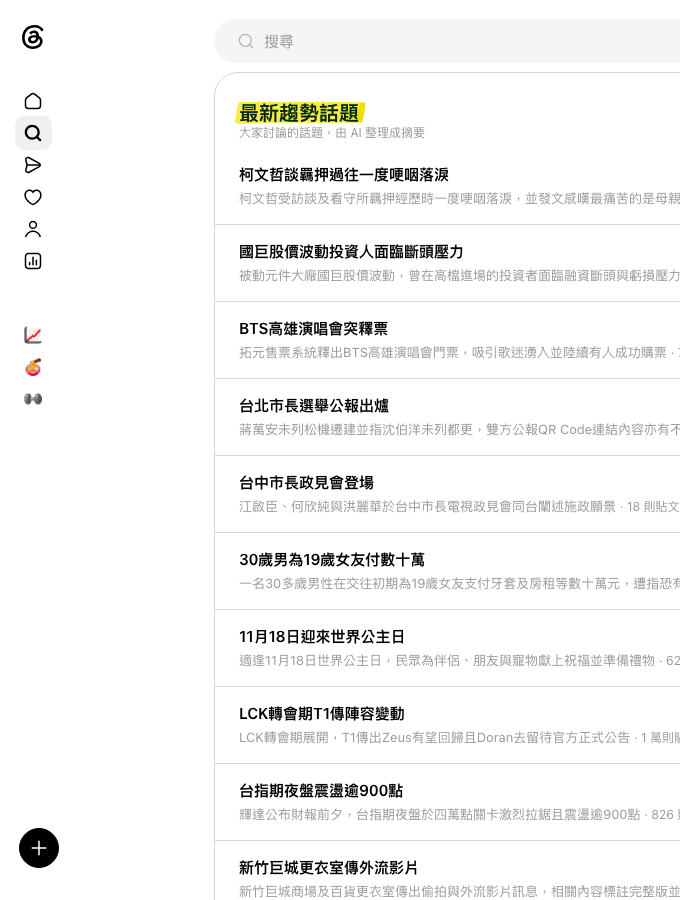 搜尋
最新趨勢話題
大家討論的話題，由 AI 整理成摘要
柯文哲談羈押過往一度哽咽落淚
柯文哲受訪談及看守所羈押經歷時一度哽咽落淚，並發文感嘆最痛苦的是母親
國巨股價波動投資人面臨斷頭壓力
被動元件大廠國巨股價波動，曾在高檔進場的投資者面臨融資斷頭與虧損壓力
BTS高雄演唱會突釋票
拓元售票系統釋出BTS高雄演唱會門票，吸引歌迷湧入並陸續有人成功購票 · 7
台北市長選舉公報出爐
蔣萬安未列松機遷建並指沈伯洋未列都更，雙方公報QR Code連結內容亦有不
台中市長政見會登場
江啟臣、何欣純與洪麗華於台中市長電視政見會同台闡述施政願景 · 18 則貼文
30歲男為19歲女友付數十萬
一名30多歲男性在交往初期為19歲女友支付牙套及房租等數十萬元，遭指恐有
11月18日迎來世界公主日
適逢11月18日世界公主日，民眾為伴侶、朋友與寵物獻上祝福並準備禮物 · 62
LCK轉會期T1傳陣容變動
LCK轉會期展開，T1傳出Zeus有望回歸且Doran去留待官方正式公告 · 1 萬則貼
台指期夜盤震盪逾900點
輝達公布財報前夕，台指期夜盤於四萬點關卡激烈拉鋸且震盪逾900點 · 826
新竹巨城更衣室傳外流影片
新竹巨城商場及百貨更衣室傳出偷拍與外流影片訊息，相關內容標註完整版並